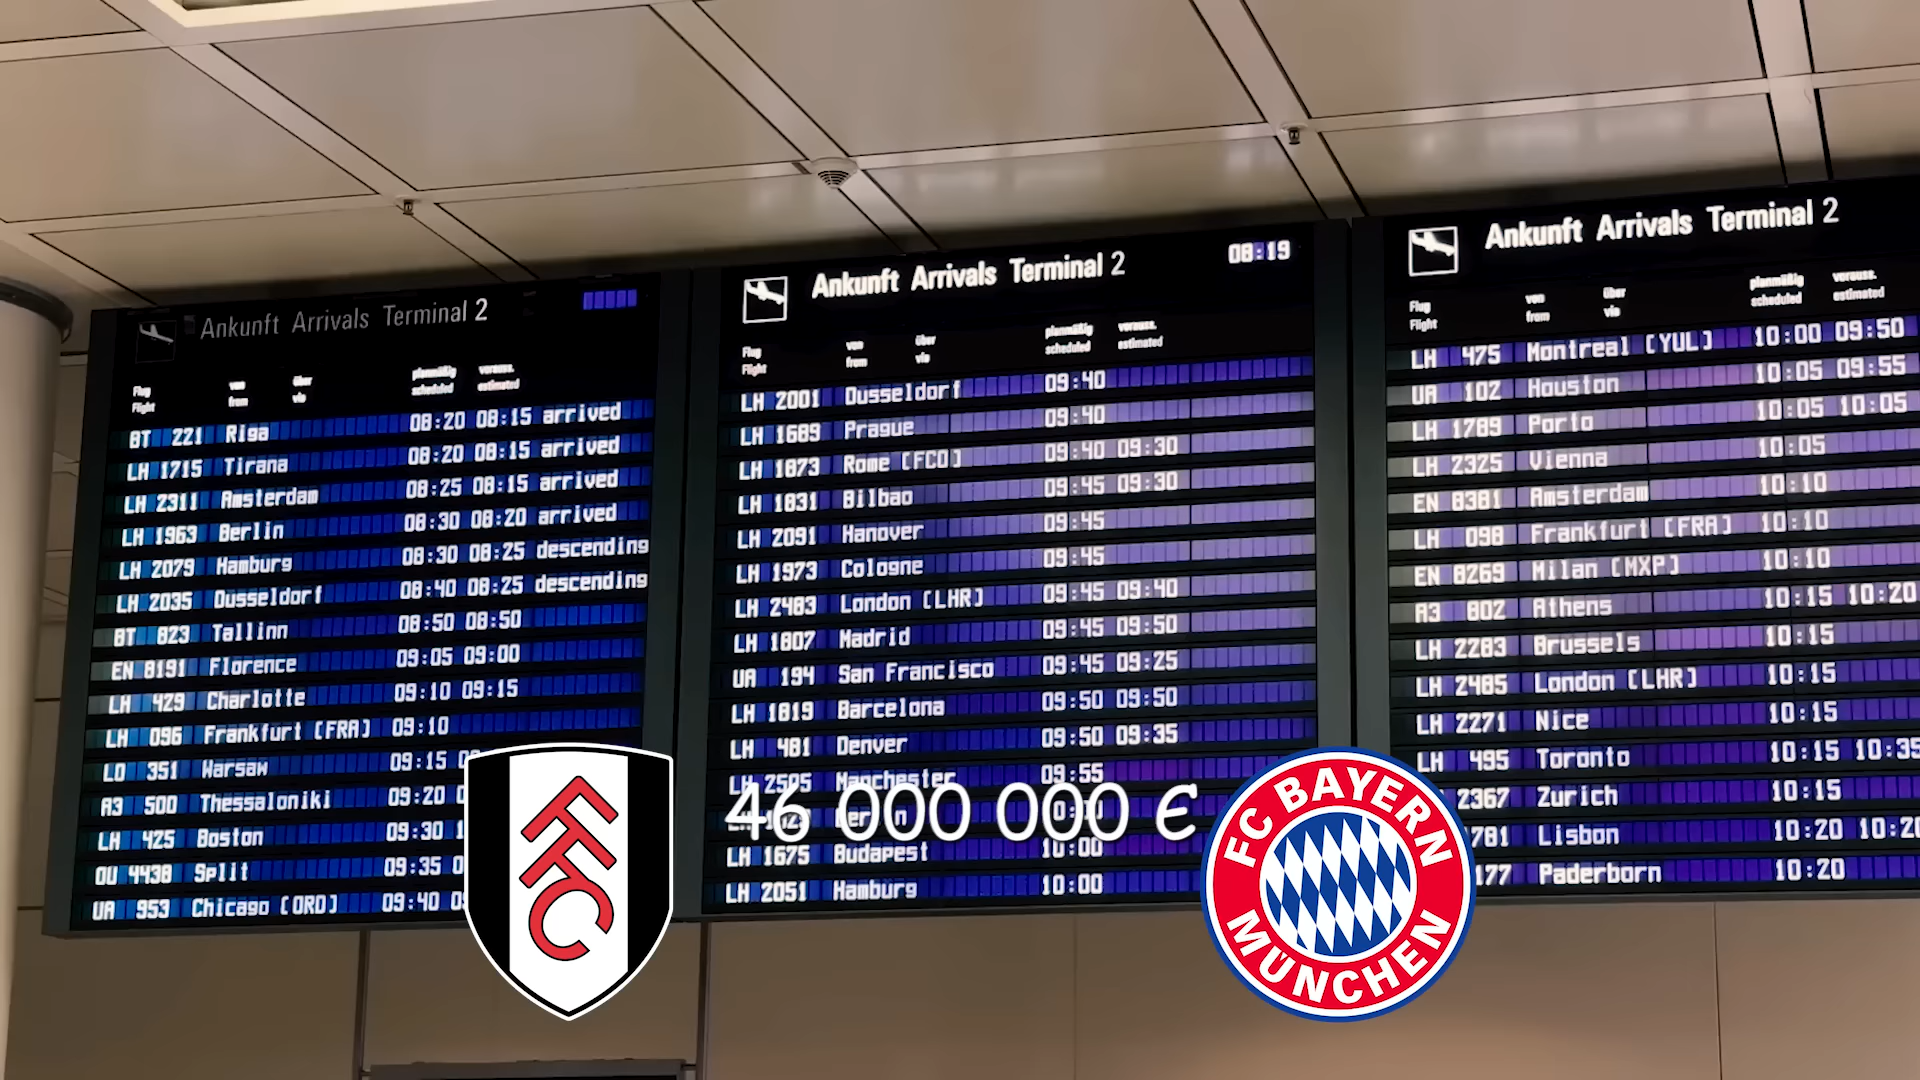 Ankunft Arrivals Terminal 2
Flug von über planmäßig vorauss.
Flight from via scheduled estimated
BT 221 Riga 08:20 08:15 arrived
LH 1715 Tirana 08:20 08:15 arrived
LH 2311 Amsterdam 08:25 08:15 arrived
LH 1963 Berlin 08:30 08:20 arrived
LH 2079 Hamburg 08:30 08:25 descending
LH 2035 Dusseldorf 08:40 08:25 descending
BT 823 Tallinn 08:50 08:50
EN 8191 Florence 09:05 09:00
LH 429 Charlotte 09:10 09:15
LH 096 Frankfurt (FRA) 09:10
LO 351 Warsaw 09:15
A3 500 Thessaloniki 09:20
LH 425 Boston 09:30
OU 4438 Split 09:35
UA 953 Chicago (ORD) 09:40
Ankunft Arrivals Terminal 2 08:19
Flug von über planmäßig vorauss.
Flight from via scheduled estimated
LH 2001 Dusseldorf 09:40
LH 1689 Prague 09:40
LH 1873 Rome (FCO) 09:40 09:30
LH 1831 Bilbao 09:45 09:30
LH 2091 Hanover 09:45
LH 1973 Cologne 09:45
LH 2483 London (LHR) 09:45 09:40
LH 1807 Madrid 09:45 09:50
UA 194 San Francisco 09:45 09:25
LH 1819 Barcelona 09:50 09:50
LH 481 Denver 09:50 09:35
LH 2505 Manchester 09:55
LH 1675 Budapest 10:00
LH 2051 Hamburg 10:00
Ankunft Arrivals Terminal 2
Flug von über planmäßig vorauss.
Flight from via scheduled estimated
LH 475 Montreal (YUL) 10:00 09:50
UA 102 Houston 10:05 09:55
LH 1789 Porto 10:05 10:05
LH 2325 Vienna 10:05
EN 8381 Amsterdam 10:10
LH 098 Frankfurt (FRA) 10:10
EN 8269 Milan (MXP) 10:10
A3 802 Athens 10:15 10:20
LH 2283 Brussels 10:15
LH 2485 London (LHR) 10:15
LH 2271 Nice 10:15
LH 495 Toronto 10:15 10:35
2367 Zurich 10:15
781 Lisbon 10:20 10:20
177 Paderborn 10:20
46 000 000 €
FFC
FC BAYERN
MÜNCHEN